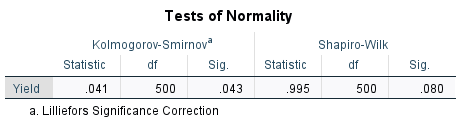 Tests of Normality
Kolmogorov-Smirnovª Shapiro-Wilk
Statistic df Sig. Statistic df Sig.
Yield .041 500 .043 .995 500 .080
a. Lilliefors Significance Correction